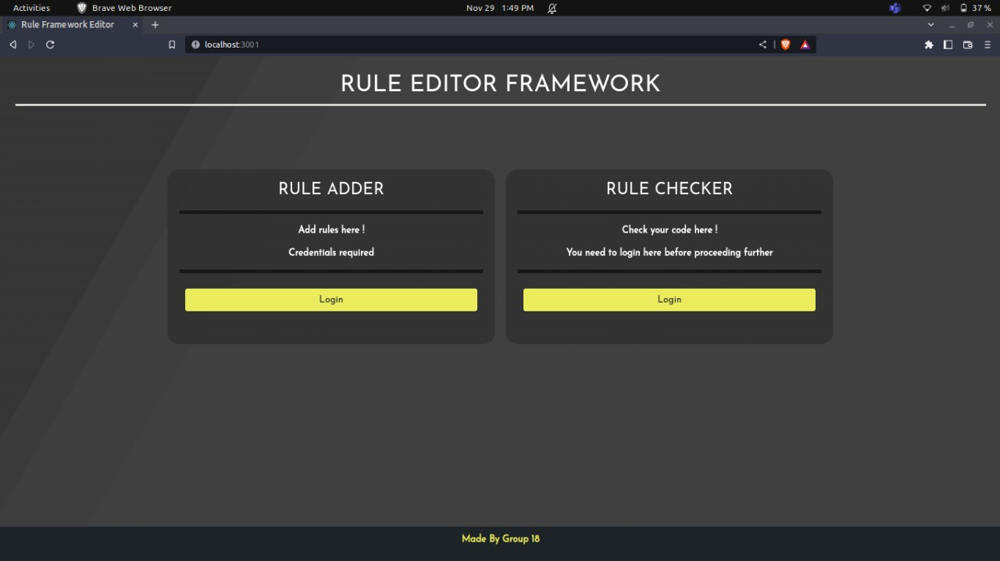 Activities Brave Web Browser Nov 29 1:49 PM 37 %
Rule Framework Editor
localhost:3001
RULE EDITOR FRAMEWORK
RULE ADDER
Add rules here !
Credentials required
Login
RULE CHECKER
Check your code here !
You need to login here before proceeding further
Login
Made By Group 18